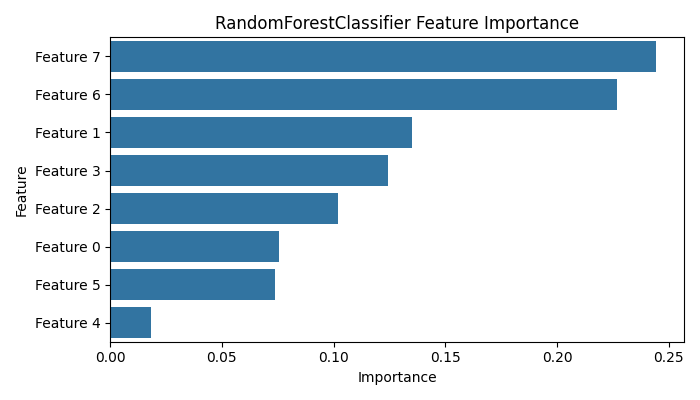 RandomForestClassifier Feature Importance
Feature 7
Feature 6
Feature 1
Feature 3
Feature 2
Feature 0
Feature 5
Feature 4
Feature
0.00 0.05 0.10 0.15 0.20 0.25
Importance